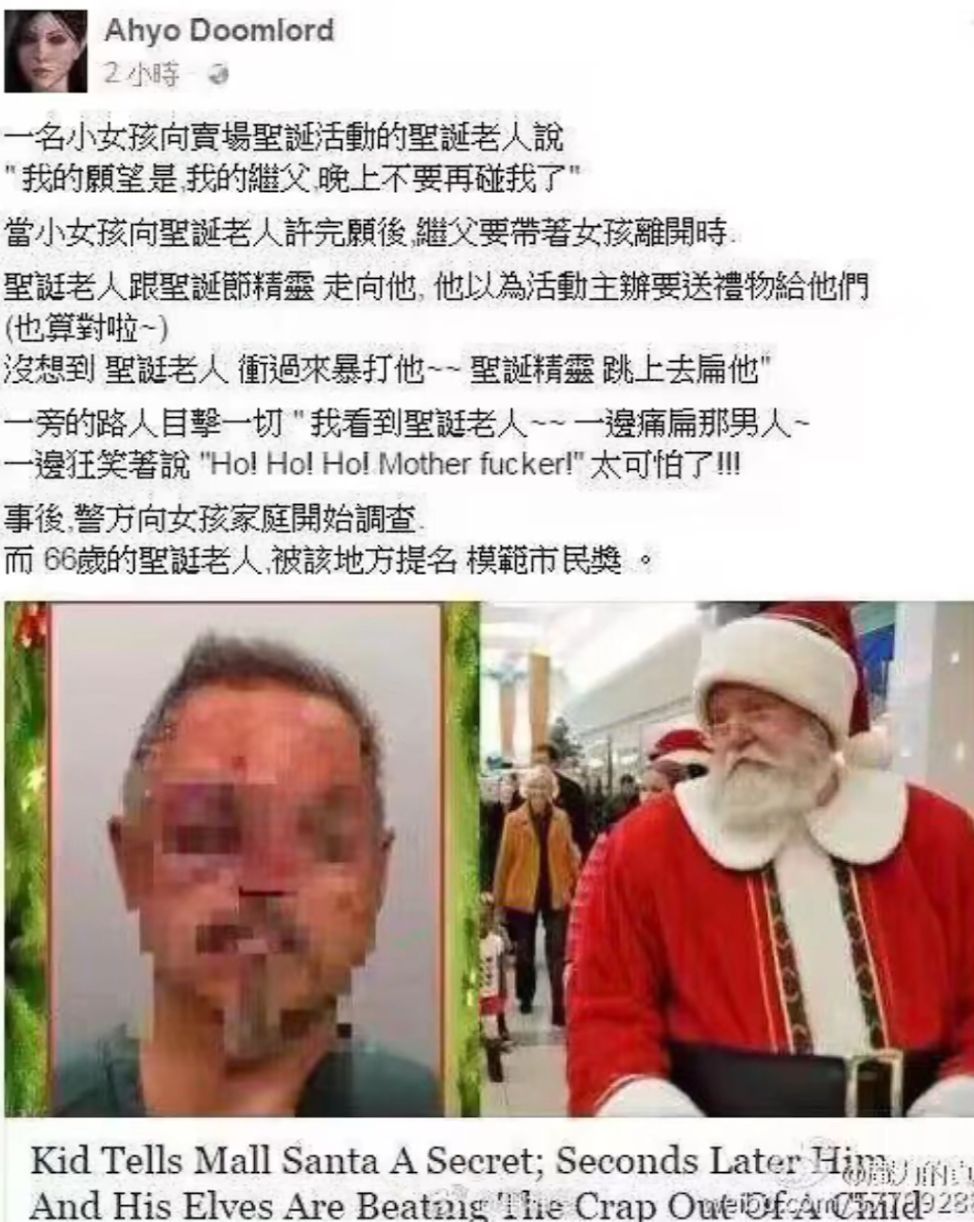 Ahyo Doomlord
2 小時
一名小女孩向賣場聖誕活動的聖誕老人說
"我的願望是,我的繼父,晚上不要再碰我了"
當小女孩向聖誕老人許完願後,繼父要帶著女孩離開時.
聖誔老人跟聖誕節精靈 走向他, 他以為活動主辦要送禮物給他們
(也算對啦~)
沒想到 聖誔老人 衝過來暴打他~~ 聖誕精靈 跳上去扁他"
一旁的路人目擊一切 " 我看到聖誔老人~~ 一邊痛扁那男人~
一邊狂笑著說 "Ho! Ho! Ho! Mother fucker!" 太可怕了!!!
事後,警方向女孩家庭開始調查.
而 66歲的聖誔老人,被該地方提名 模範市民獎 。
Kid Tells Mall Santa A Secret; Seconds Later Him
And His Elves Are Beating The Crap Out Of A Child